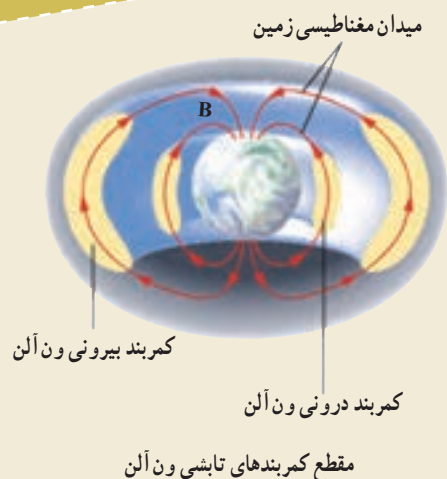 میدان مغناطیسی زمین
B
کمربند بیرونی ون آلن
کمربند درونی ون آلن
مقطع کمربندهای تابشی ون آلن